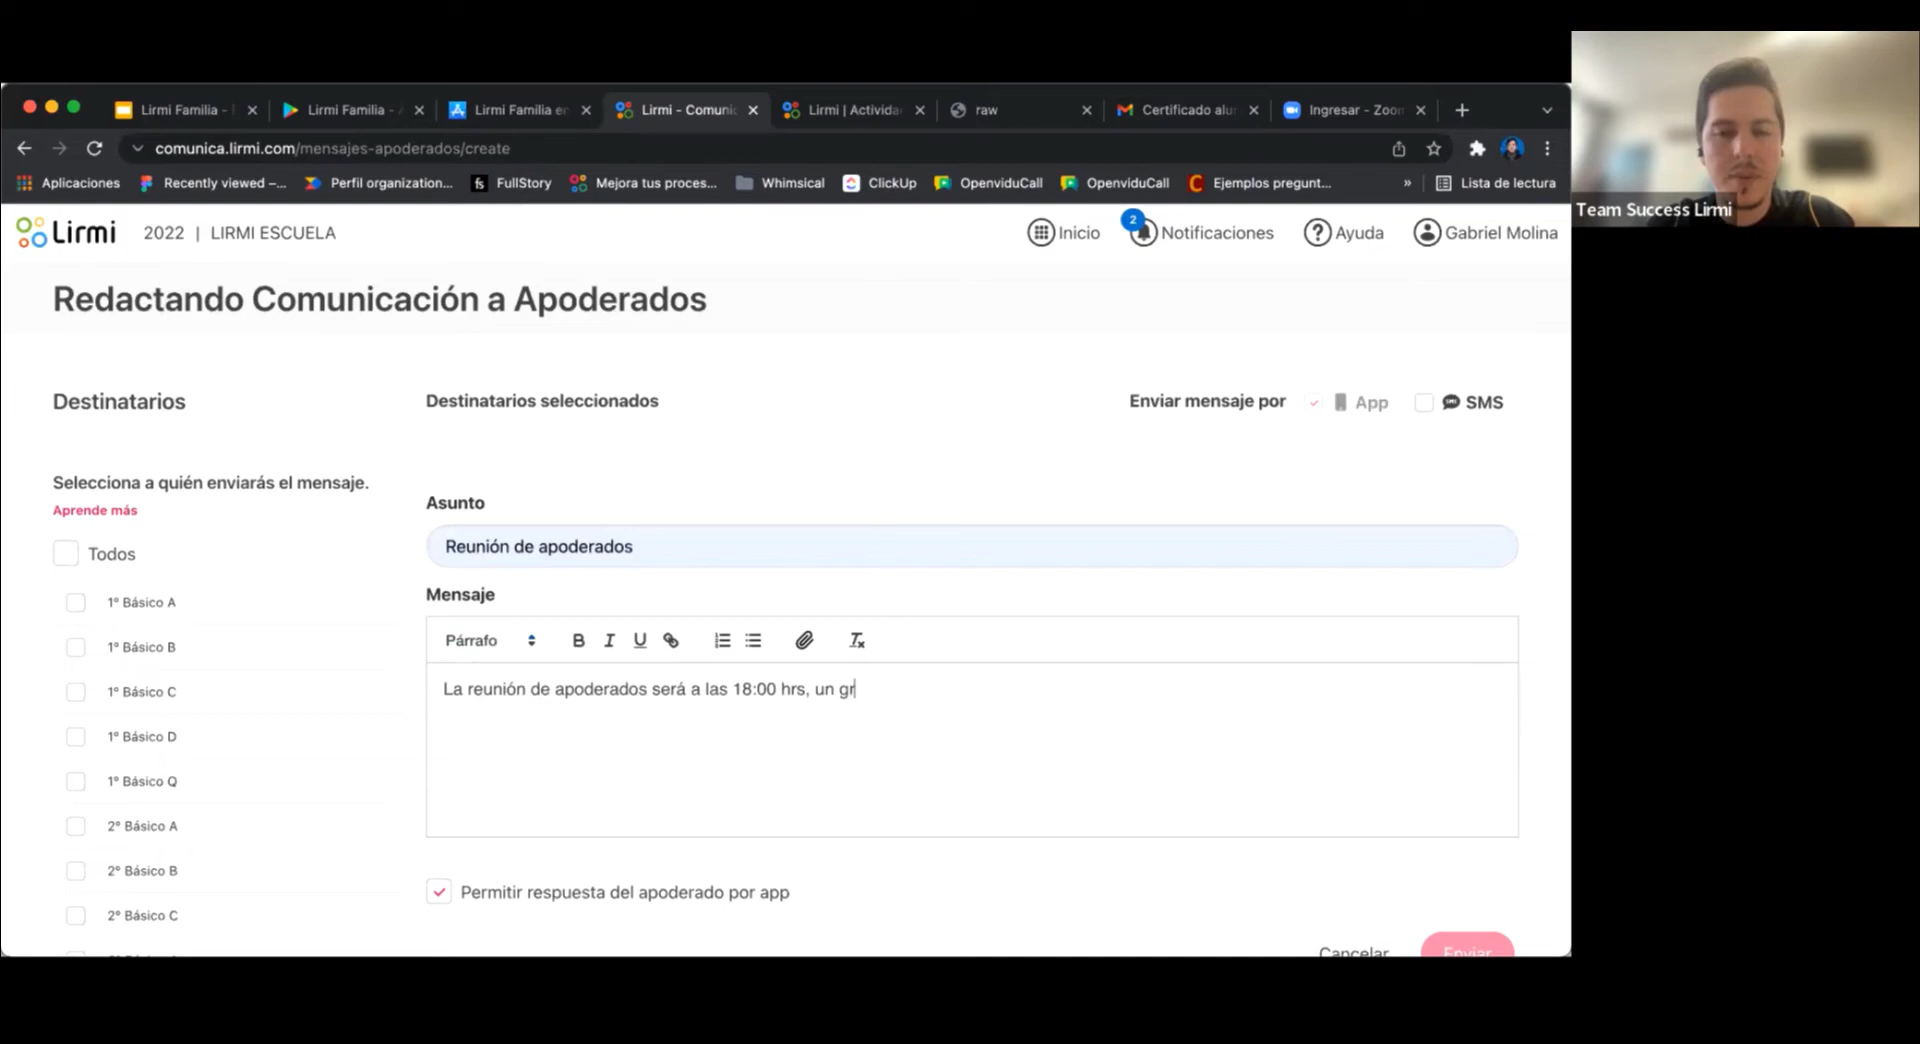 Lirmi Familia -
Lirmi Familia - A
Lirmi Familia en
Lirmi - Comunic
Lirmi | Activida
raw
Certificado alu
Ingresar - Zoom
comunica.lirmi.com/mensajes-apoderados/create
Aplicaciones
Recently viewed –...
Perfil organization...
fs FullStory
Mejora tus proces...
Whimsical
ClickUp
OpenviduCall
OpenviduCall
Ejemplos pregunt...
»
Lista de lectura
Team Success Lirmi
Lirmi
2022 | LIRMI ESCUELA
Inicio
2
Notificaciones
Ayuda
Gabriel Molina
Redactando Comunicación a Apoderados
Destinatarios
Destinatarios seleccionados
Enviar mensaje por
App
SMS
Selecciona a quién enviarás el mensaje.
Aprende más
Todos
1° Básico A
1° Básico B
1° Básico C
1° Básico D
1° Básico Q
2° Básico A
2° Básico B
2° Básico C
Asunto
Reunión de apoderados
Mensaje
Párrafo
B I U
La reunión de apoderados será a las 18:00 hrs, un gr
Permitir respuesta del apoderado por app
Cancelar
Enviar